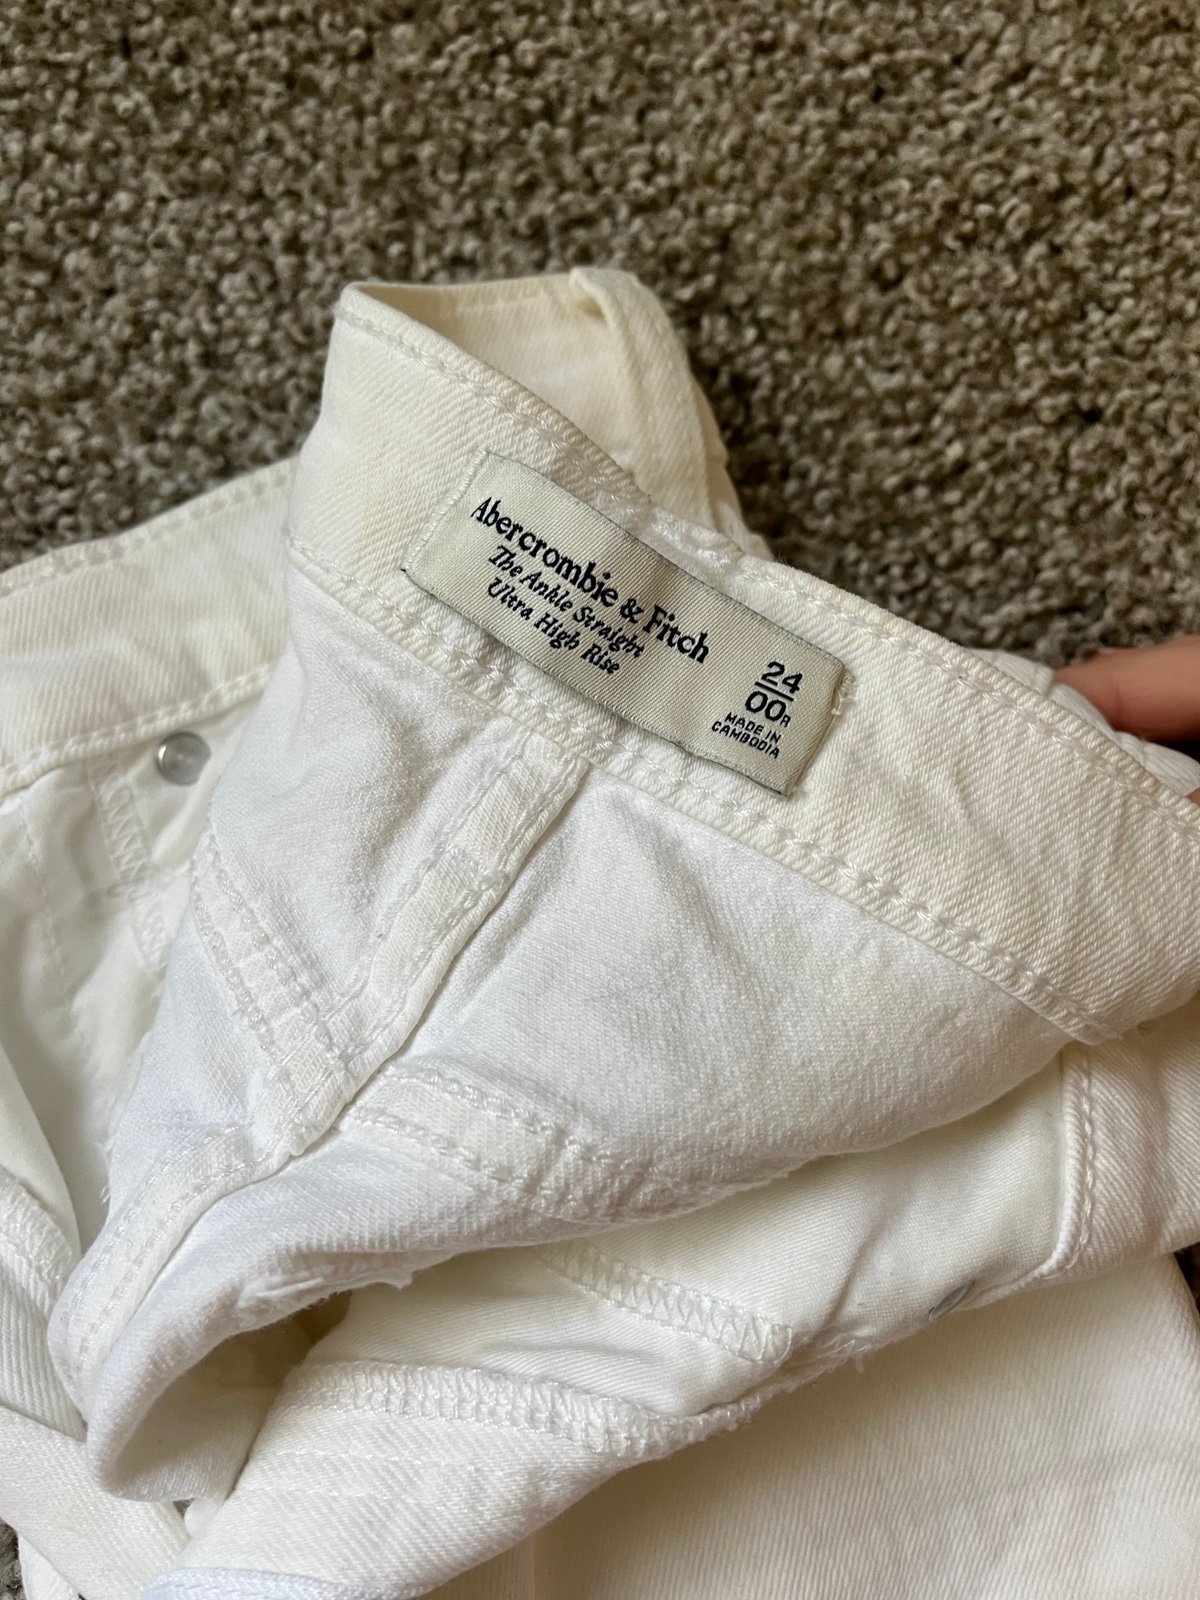 Abercrombie & Fitch
The Ankle Straight
Ultra High Rise
24
00R
MADE IN
CAMBODIA